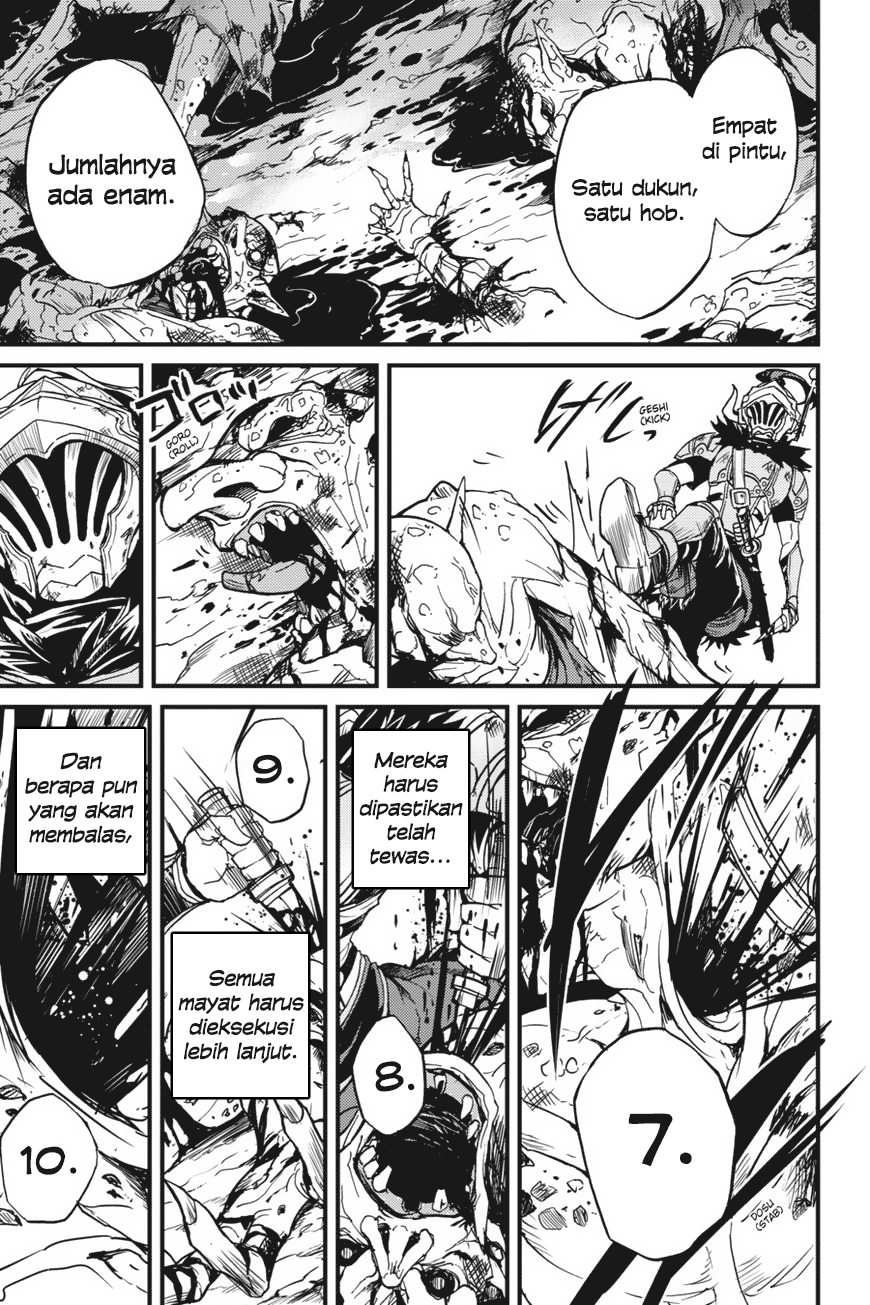 Empat
di pintu,
Satu dukun,
satu hob.
Jumlahnya
ada enam.
げしっ
GESHI
(KICK)
ゴロッ
GORO
(ROLL)
7.
DOSU
(STAB)
Mereka
harus
dipastikan
telah
tewas...
8.
9.
Semua
mayat harus
dieksekusi
lebih lanjut.
Dan
berapa pun
yang akan
membalas,
10.